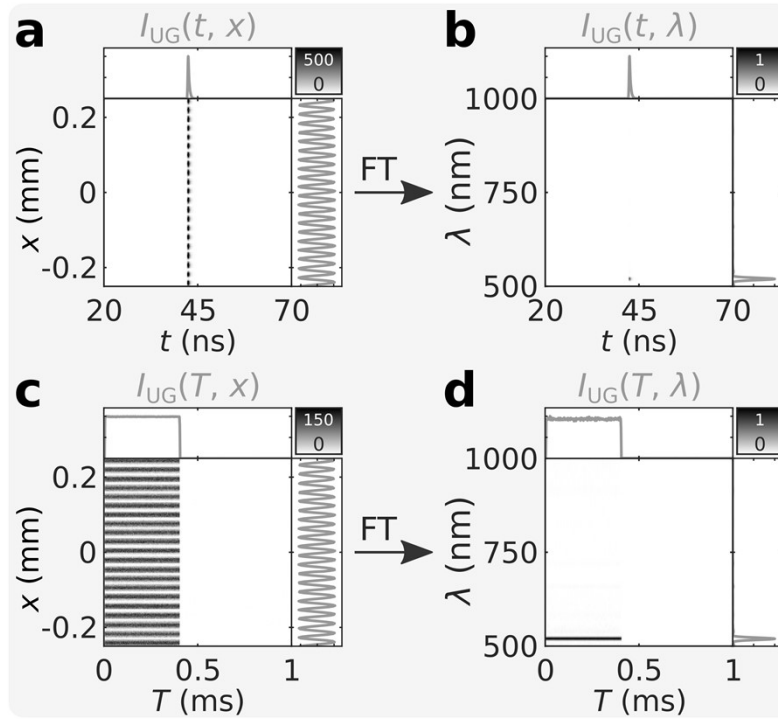 a
I_UG(t, x)
500
0
0.2
0
-0.2
x (mm)
20
45
70
t (ns)
FT
b
I_UG(t, λ)
1
0
1000
750
500
λ (nm)
20
45
70
t (ns)
c
I_UG(T, x)
150
0
0.2
0
-0.2
x (mm)
0
0.5
1
T (ms)
FT
d
I_UG(T, λ)
1
0
1000
750
500
λ (nm)
0
0.5
1
T (ms)